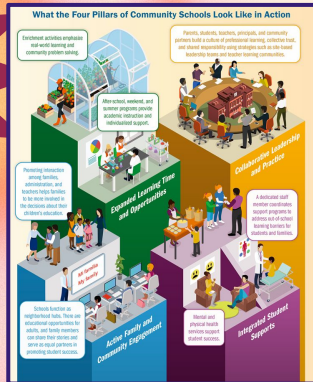 What the Four Pillars of Community Schools Look Like in Action
Enrichment activities emphasize
real-world learning and
community problem solving.
Parents, students, teachers, principals, and community
partners build a culture of professional learning, collective trust,
and shared responsibility using strategies such as site-based
leadership teams and teacher learning communities.
After-school, weekend, and
summer programs provide
academic instruction and
individualized support.
Collaborative Leadership
and Practice
Expanded Learning Time
and Opportunities
Promoting interaction
among families,
administration, and
teachers helps families
to be more involved in
the decisions about their
children's education.
A dedicated staff
member coordinates
support programs to
address out-of-school
learning barriers for
students and families.
Mi familia
My family
Schools function as
neighborhood hubs. There are
educational opportunities for
adults, and family members
can share their stories and
serve as equal partners in
promoting student success.
Mental and
physical health
services support
student success.
Active Family and
Community Engagement
Integrated Student
Supports